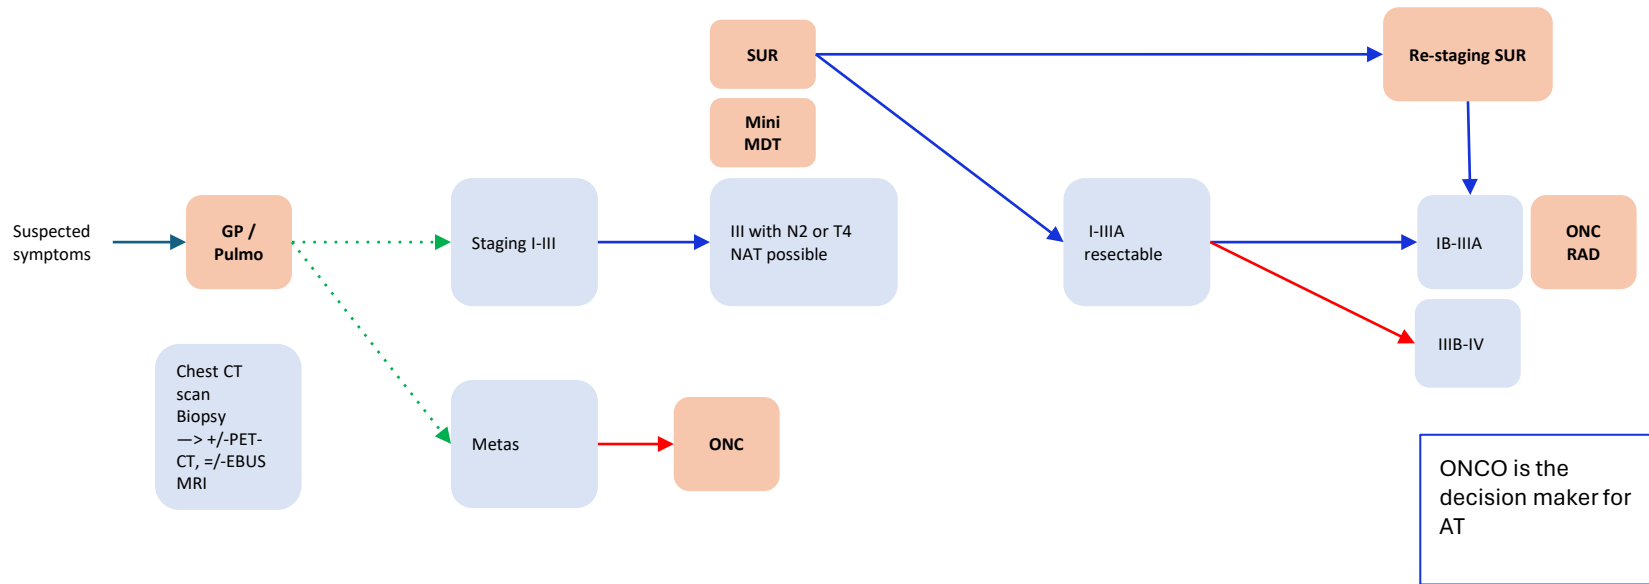 SUR
Re-staging SUR
Mini
MDT
Suspected
symptoms
GP /
Pulmo
Staging I-III
III with N2 or T4
NAT possible
I-IIIA
resectable
IB-IIIA
ONC
RAD
IIIB-IV
Chest CT
scan
Biopsy
—> +/-PET-
CT, =/-EBUS
MRI
Metas
ONC
ONCO is the
decision maker for
AT